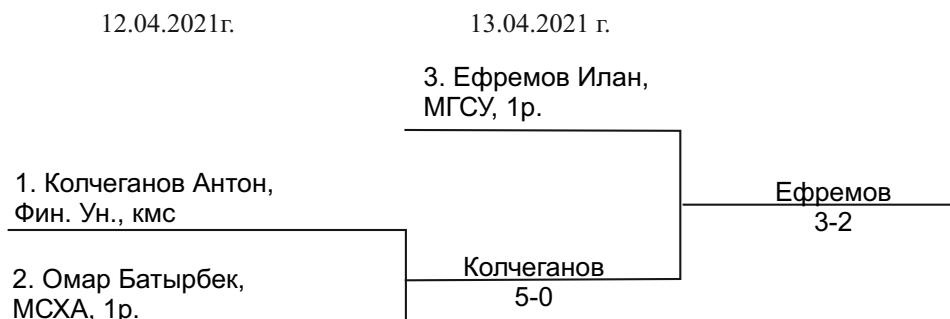 12.04.2021г.
13.04.2021 г.
3. Ефремов Илан,
МГСУ, 1р.
1. Колчеганов Антон,
Фин. Ун., кмс
Ефремов
3-2
2. Омар Батырбек,
МСХА, 1р.
Колчеганов
5-0